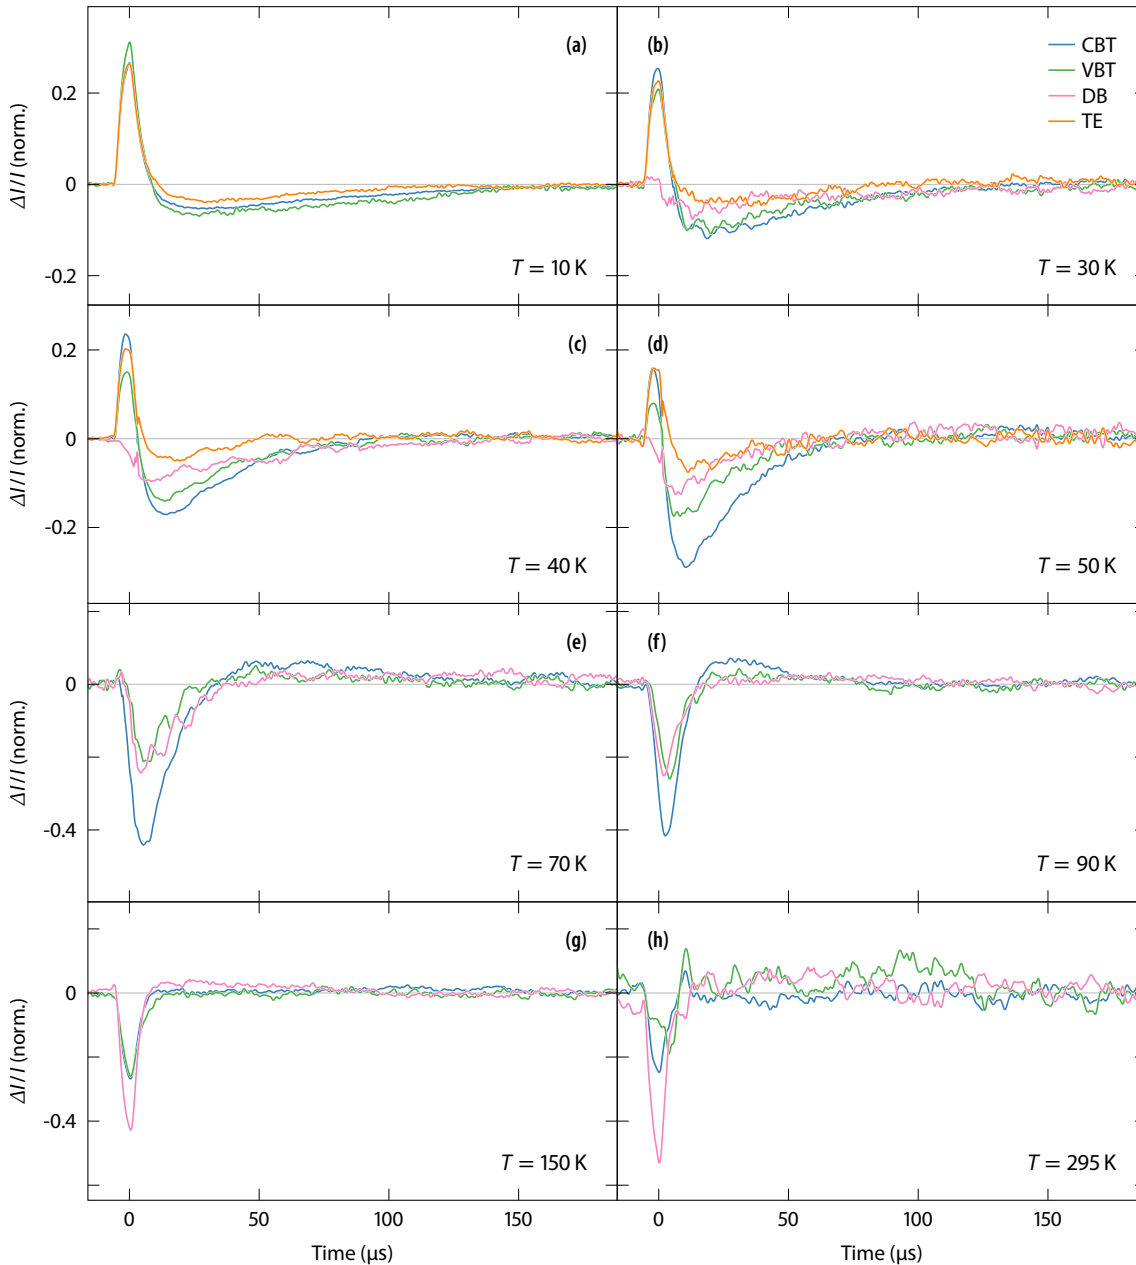 (a)
(b)
CBT
VBT
DB
TE
0.2
0
-0.2
ΔI/I (norm.)
T = 10 K
T = 30 K
(c)
(d)
0.2
0
-0.2
ΔI/I (norm.)
T = 40 K
T = 50 K
(e)
(f)
0
-0.4
ΔI/I (norm.)
T = 70 K
T = 90 K
(g)
(h)
0
-0.4
ΔI/I (norm.)
T = 150 K
T = 295 K
0 50 100 150
0 50 100 150
Time (μs)
Time (μs)